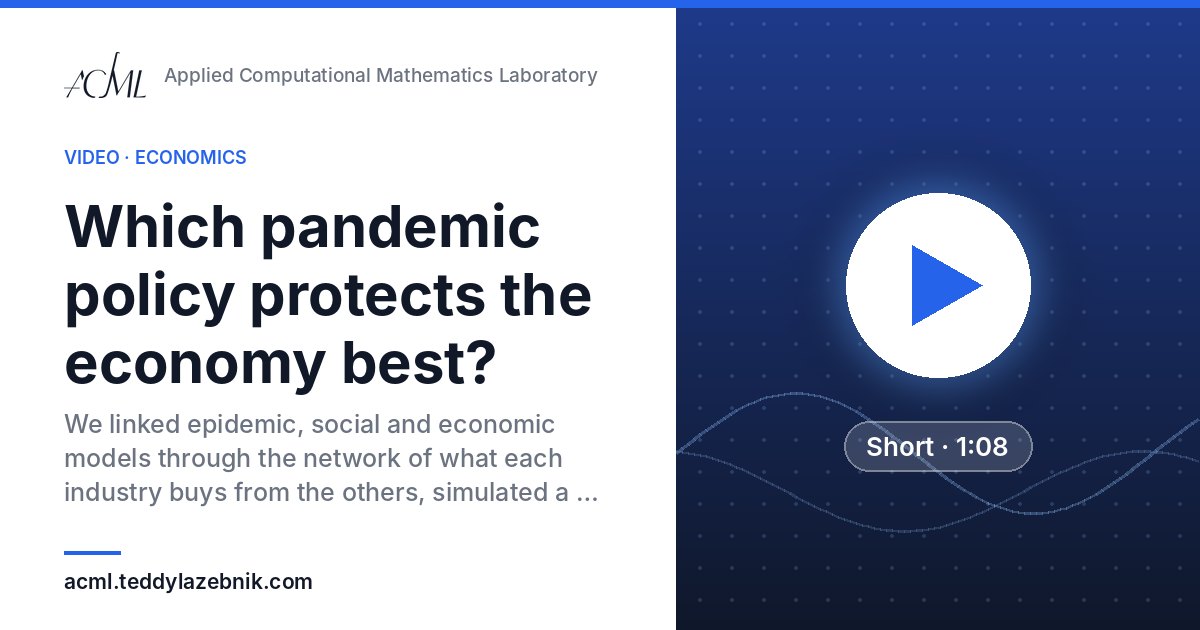 ACML
Applied Computational Mathematics Laboratory
VIDEO · ECONOMICS
Which pandemic
policy protects the
economy best?
We linked epidemic, social and economic
models through the network of what each
industry buys from the others, simulated a ...
acml.teddylazebnik.com
Short · 1:08